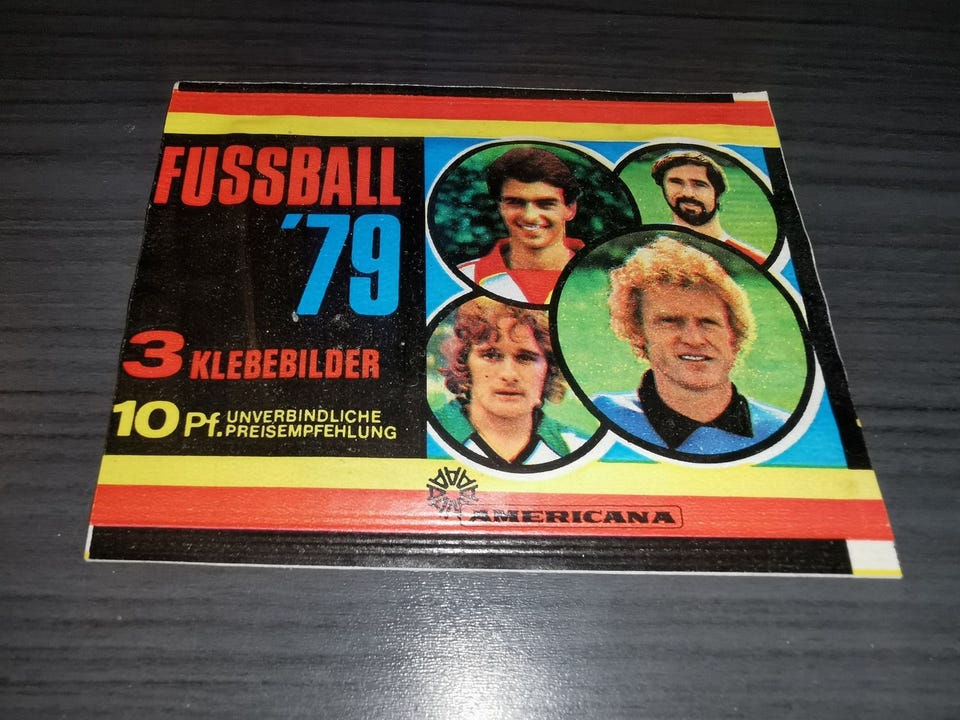 FUSSBALL
'79
3 KLEBEBILDER
10 Pf. UNVERBINDLICHE
PREISEMPFEHLUNG
AMERICANA